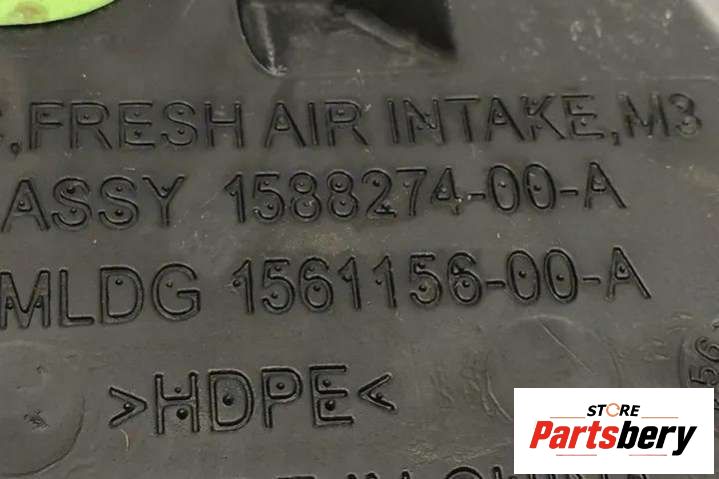 ,FRESH AIR INTAKE,M3
ASSY 1588274-00-A
MLDG 1561156-00-A
>HDPE<
STORE
Partsbery